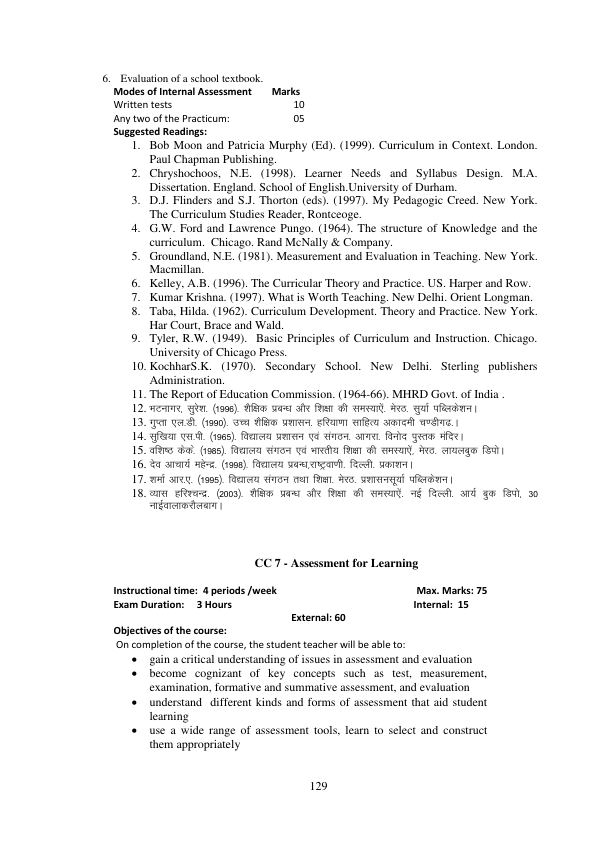 6. Evaluation of a school textbook.
Modes of Internal Assessment Marks
Written tests 10
Any two of the Practicum: 05
Suggested Readings:
1. Bob Moon and Patricia Murphy (Ed). (1999). Curriculum in Context. London.
Paul Chapman Publishing.
2. Chryshochoos, N.E. (1998). Learner Needs and Syllabus Design. M.A.
Dissertation. England. School of English.University of Durham.
3. D.J. Flinders and S.J. Thorton (eds). (1997). My Pedagogic Creed. New York.
The Curriculum Studies Reader, Rontceoge.
4. G.W. Ford and Lawrence Pungo. (1964). The structure of Knowledge and the
curriculum. Chicago. Rand McNally & Company.
5. Groundland, N.E. (1981). Measurement and Evaluation in Teaching. New York.
Macmillan.
6. Kelley, A.B. (1996). The Curricular Theory and Practice. US. Harper and Row.
7. Kumar Krishna. (1997). What is Worth Teaching. New Delhi. Orient Longman.
8. Taba, Hilda. (1962). Curriculum Development. Theory and Practice. New York.
Har Court, Brace and Wald.
9. Tyler, R.W. (1949). Basic Principles of Curriculum and Instruction. Chicago.
University of Chicago Press.
10. KochharS.K. (1970). Secondary School. New Delhi. Sterling publishers
Administration.
11. The Report of Education Commission. (1964-66). MHRD Govt. of India .
12. भटनागर, सुरेश. (1996). शैक्षिक प्रबन्ध और शिक्षा की समस्याऐं. मेरठ. सुर्या पब्लिकेशन।
13. गुप्ता एल.डी. (1990). उच्च शैक्षिक प्रशासन. हरियाणा साहित्य अकादमी चण्डीगढ.।
14. सुखिया एस.पी. (1965). विद्यालय प्रशासन एवं संगठन. आगरा. विनोद पुस्तक मंदिर।
15. वशिष्ठ के.के. (1985). विद्यालय संगठन एवं भारतीय शिक्षा की समस्याऐं, मेरठ. लायलबुक डिपो।
16. देव आचार्य महेन्द्र. (1998). विद्यालय प्रबन्ध,राष्ट्रवाणी. दिल्ली. प्रकाशन।
17. शर्मा आर.ए. (1995). विद्यालय संगठन तथा शिक्षा. मेरठ. प्रशासनसूर्या पब्लिकेशन।
18. व्यास हरिश्चन्द्र. (2003). शैक्षिक प्रबन्ध और शिक्षा की समस्याऐं. नई दिल्ली. आर्य बुक डिपो, 30
नाईवालाकरौलबाग।
CC 7 - Assessment for Learning
Instructional time: 4 periods /week Max. Marks: 75
Exam Duration: 3 Hours Internal: 15
External: 60
Objectives of the course:
On completion of the course, the student teacher will be able to:
• gain a critical understanding of issues in assessment and evaluation
• become cognizant of key concepts such as test, measurement,
examination, formative and summative assessment, and evaluation
• understand different kinds and forms of assessment that aid student
learning
• use a wide range of assessment tools, learn to select and construct
them appropriately
129